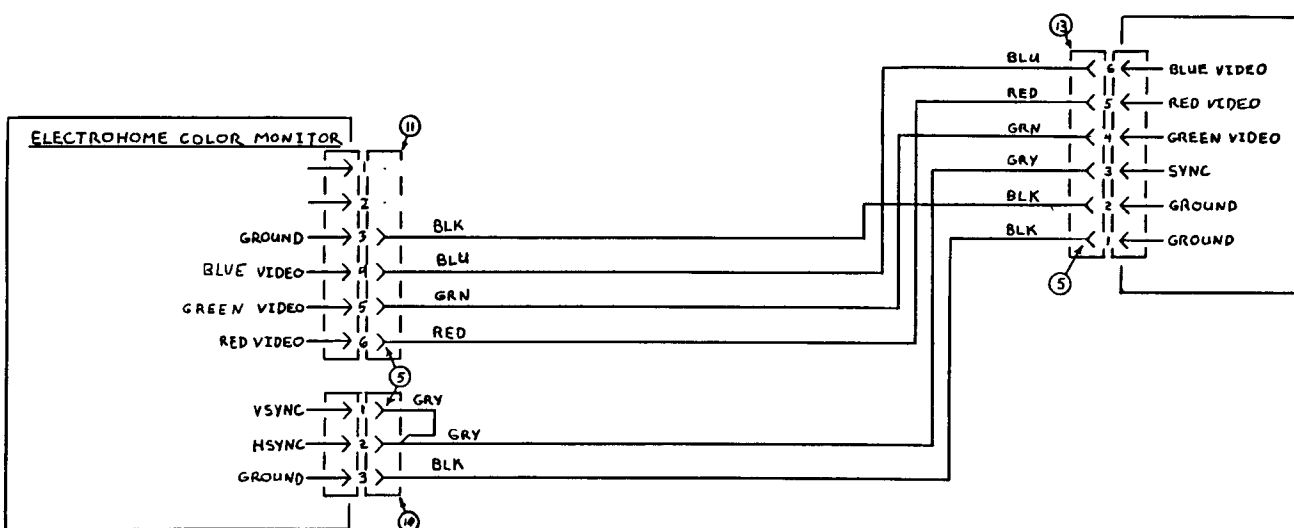 13
BLU 6 BLUE VIDEO
RED 5 RED VIDEO
GRN 4 GREEN VIDEO
GRY 3 SYNC
BLK 2 GROUND
BLK 1 GROUND
5
ELECTROHOME COLOR MONITOR
11
1
2
GROUND 3 BLK
BLUE VIDEO 4 BLU
GREEN VIDEO 5 GRN
RED VIDEO 6 RED
5
VSYNC 1 GRY
HSYNC 2 GRY
GROUND 3 BLK